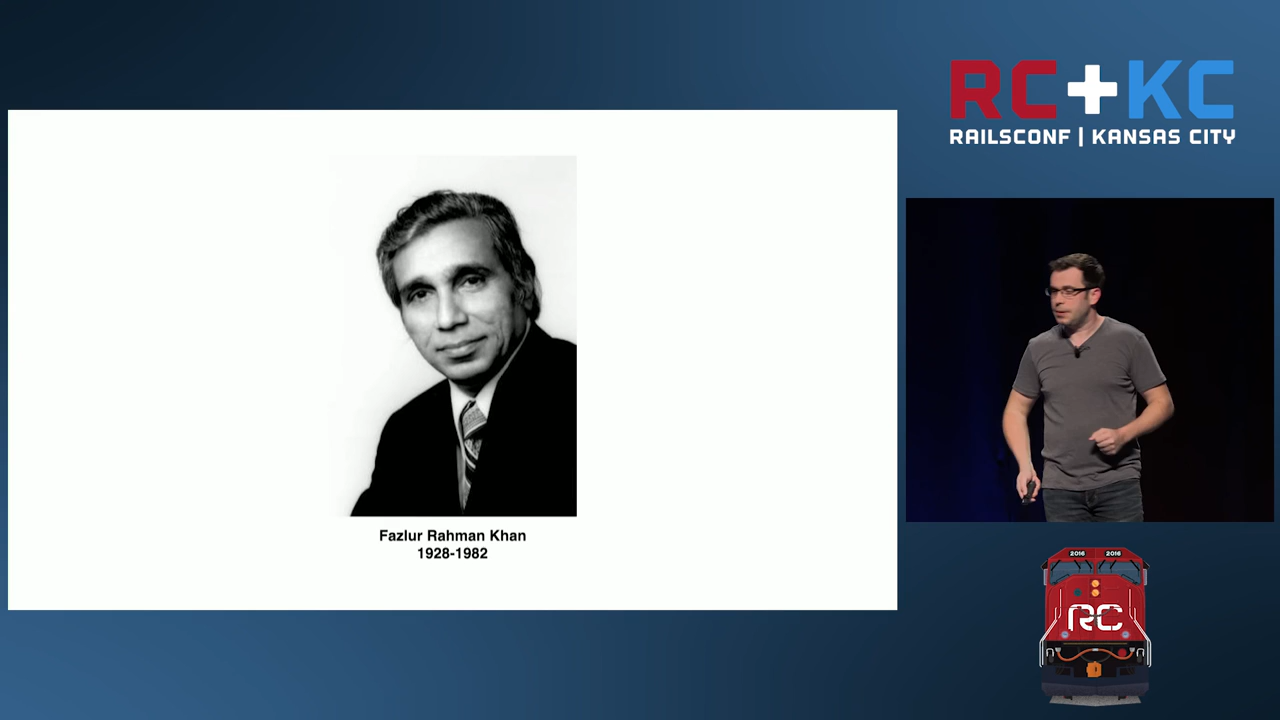 Fazlur Rahman Khan
1928-1982
RC+KC
RAILSCONF | KANSAS CITY
2016 2016
RC